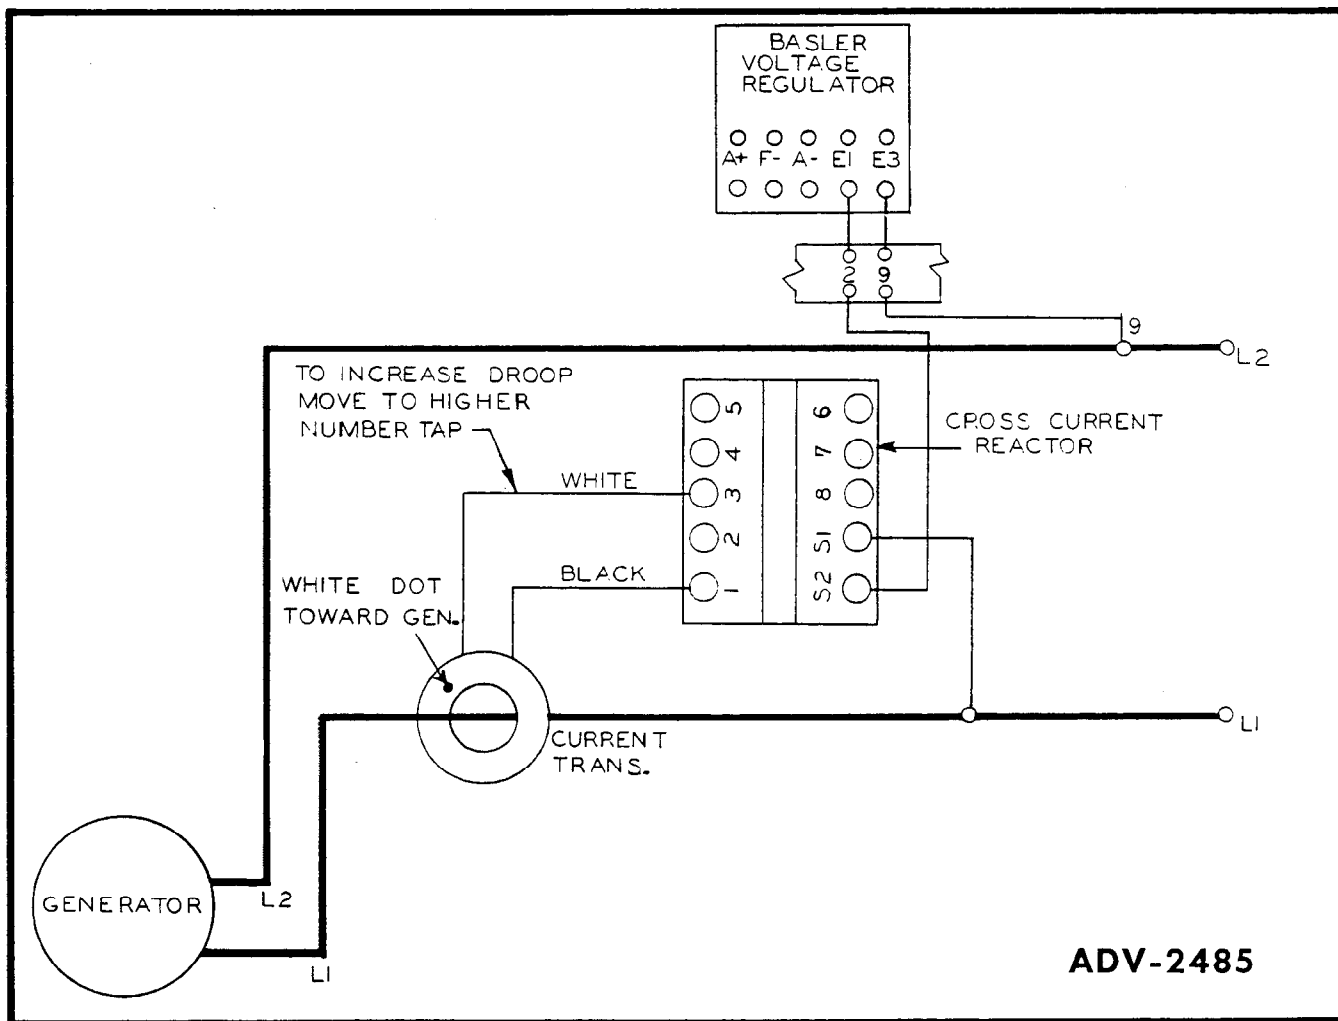 BASLER
VOLTAGE
REGULATOR
A+ F- A- E1 E3
2 9
9
L2
TO INCREASE DROOP
MOVE TO HIGHER
NUMBER TAP
5
4
3
2
1
6
7
8
S1
S2
CROSS CURRENT
REACTOR
WHITE
BLACK
WHITE DOT
TOWARD GEN.
CURRENT
TRANS.
L1
GENERATOR
L2
L1
ADV-2485